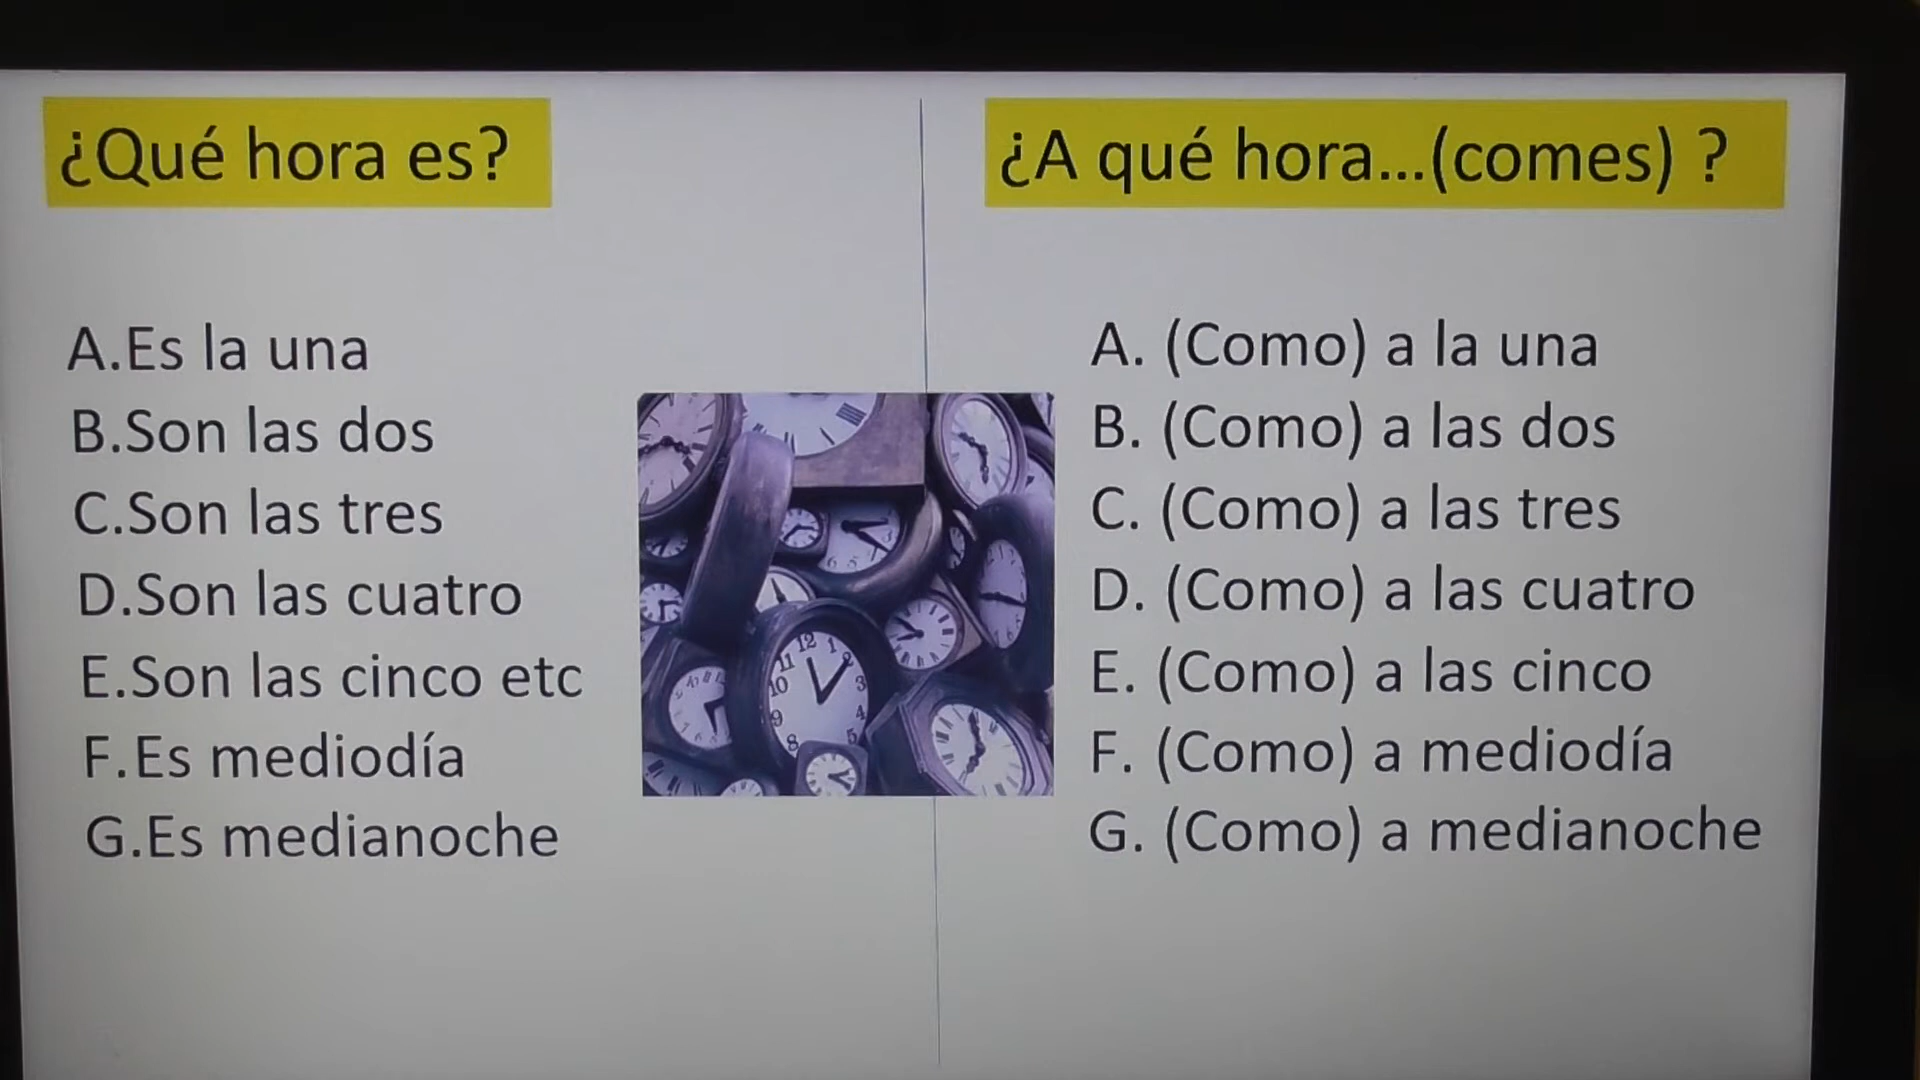 ¿Qué hora es?
A.Es la una
B.Son las dos
C.Son las tres
D.Son las cuatro
E.Son las cinco etc
F.Es mediodía
G.Es medianoche
¿A qué hora...(comes) ?
A. (Como) a la una
B. (Como) a las dos
C. (Como) a las tres
D. (Como) a las cuatro
E. (Como) a las cinco
F. (Como) a mediodía
G. (Como) a medianoche